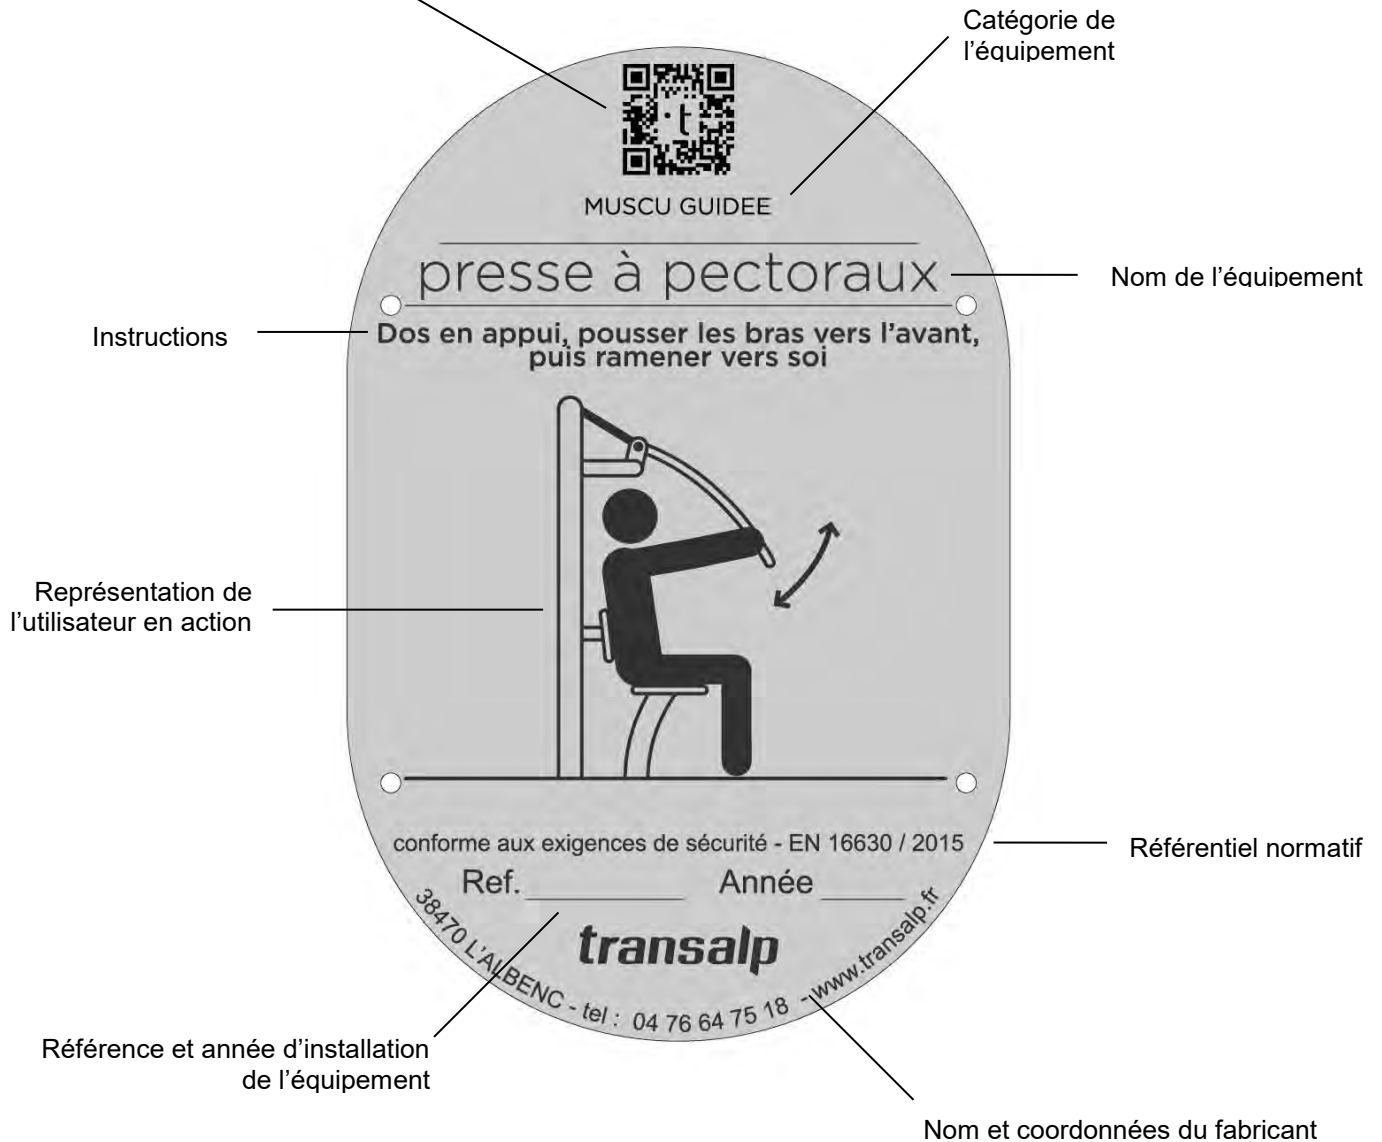 Catégorie de
l'équipement
t
MUSCU GUIDEE
presse à pectoraux
Nom de l'équipement
Instructions
Dos en appui, pousser les bras vers l'avant,
puis ramener vers soi
Représentation de
l'utilisateur en action
conforme aux exigences de sécurité - EN 16630 / 2015
Référentiel normatif
Ref. ________ Année ____
transalp
38470 L'ALBENC - tel : 04 76 64 75 18 - www.transalp.fr
Référence et année d'installation
de l'équipement
Nom et coordonnées du fabricant